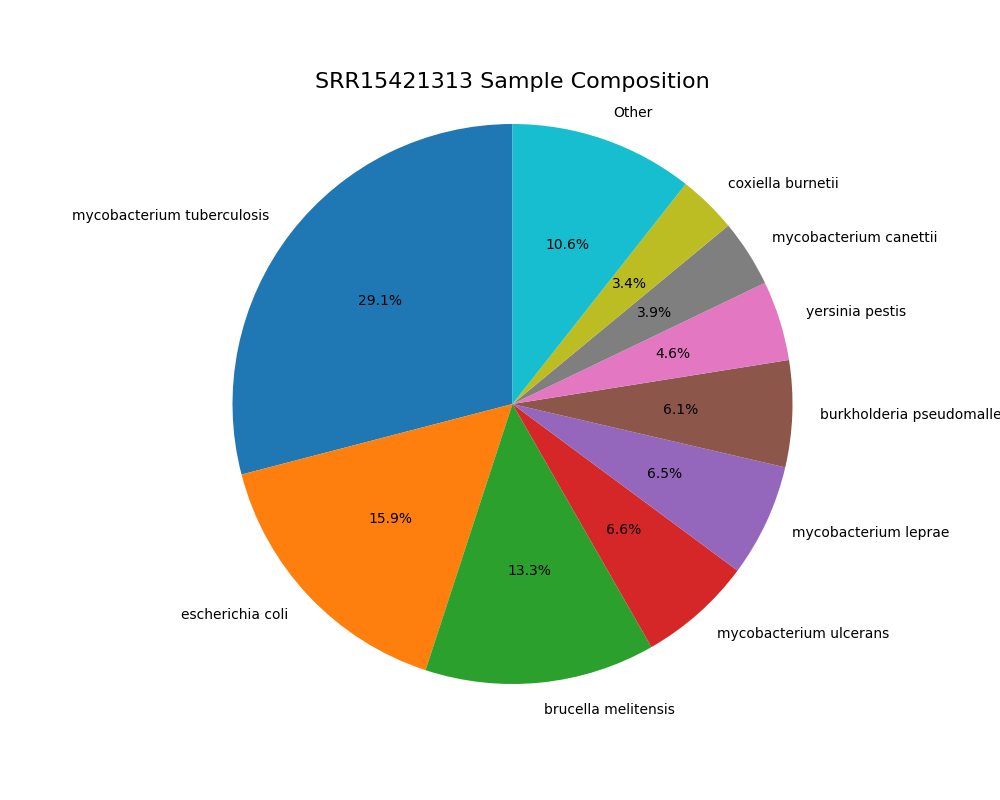 SRR15421313 Sample Composition
Other
coxiella burnetii
mycobacterium canettii
mycobacterium tuberculosis
yersinia pestis
10.6%
3.4%
29.1%
3.9%
4.6%
6.1%
burkholderia pseudomalle
6.5%
15.9%
6.6%
mycobacterium leprae
13.3%
escherichia coli
mycobacterium ulcerans
brucella melitensis